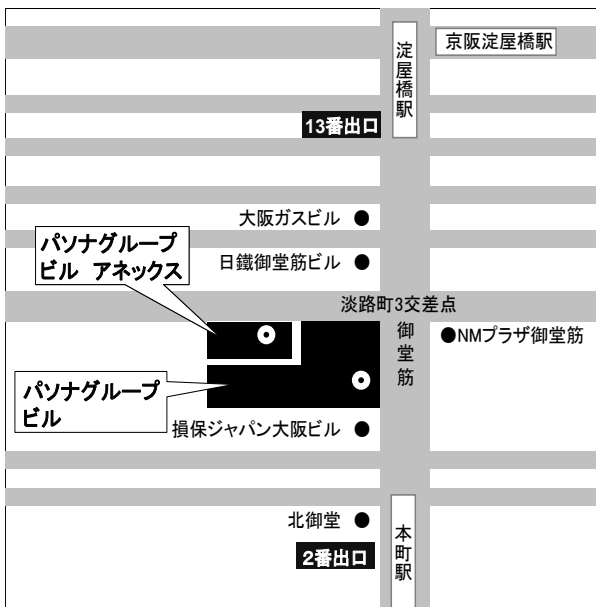 京阪淀屋橋駅
淀屋橋駅
13番出口
大阪ガスビル
パソナグループ
ビル アネックス
日鐵御堂筋ビル
淡路町3交差点
御堂筋
NMプラザ御堂筋
パソナグループ
ビル
損保ジャパン大阪ビル
北御堂
2番出口
本町駅